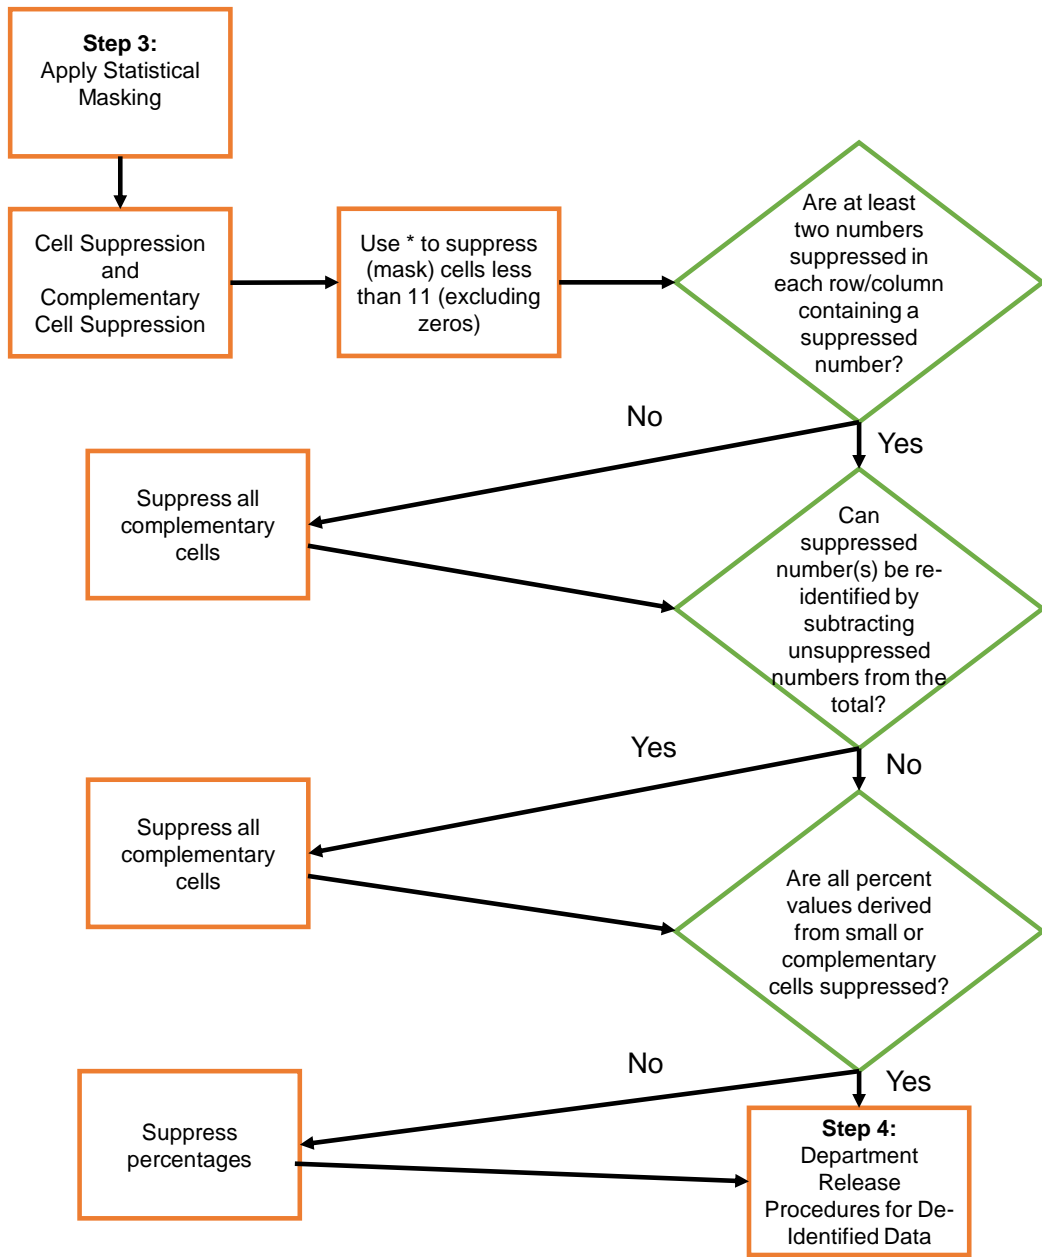 Step 3:
Apply Statistical
Masking
Cell Suppression
and
Complementary
Cell Suppression
Use * to suppress
(mask) cells less
than 11 (excluding
zeros)
Are at least
two numbers
suppressed in
each row/column
containing a
suppressed
number?
No
Yes
Suppress all
complementary
cells
Can
suppressed
number(s) be re-
identified by
subtracting
unsuppressed
numbers from the
total?
Yes
No
Suppress all
complementary
cells
Are all percent
values derived
from small or
complementary
cells suppressed?
No
Yes
Suppress
percentages
Step 4:
Department
Release
Procedures for De-
Identified Data